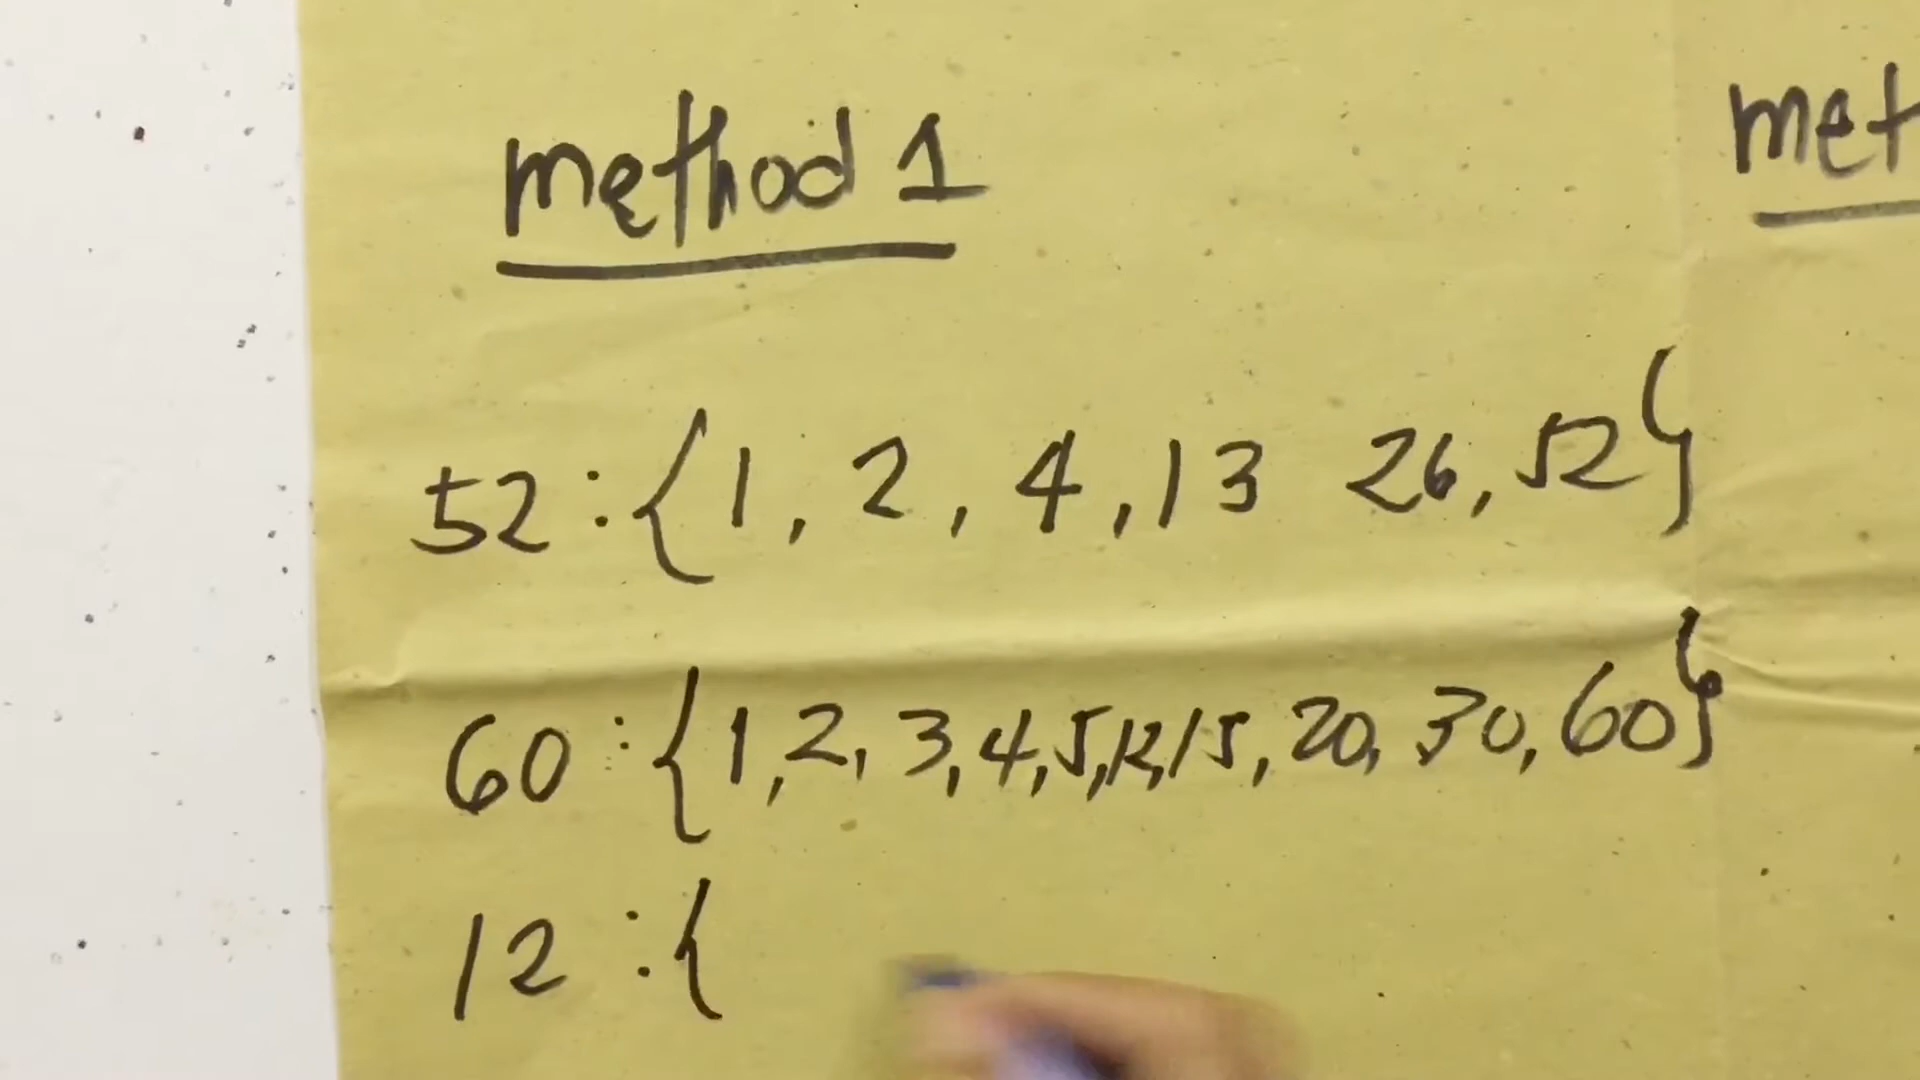 method 1
met
52 : {1, 2, 4, 13 26, 52}
60 : {1, 2, 3, 4, 5, 12, 15, 20, 30, 60}
12 : {